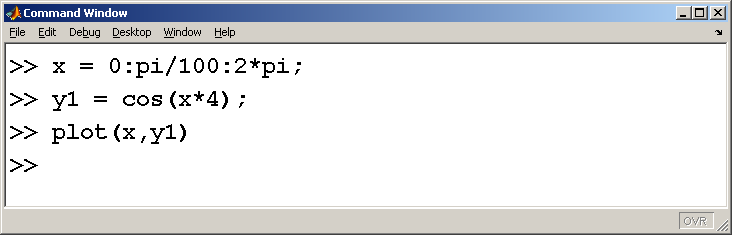 Command Window
File Edit Debug Desktop Window Help
>> x = 0:pi/100:2*pi;
>> y1 = cos(x*4);
>> plot(x,y1)
>>
OVR